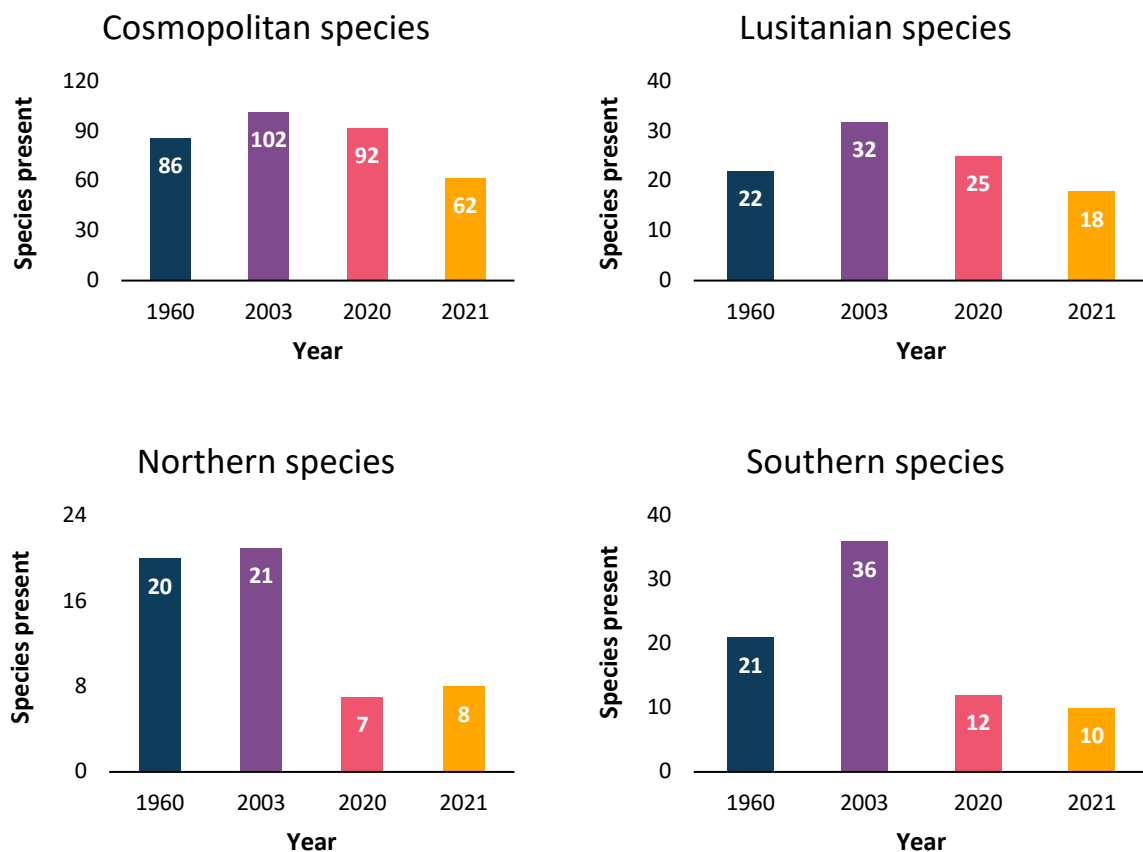 Cosmopolitan species
Species present
120
90
60
30
0
86
102
92
62
1960 2003 2020 2021
Year
Lusitanian species
Species present
40
30
20
10
0
22
32
25
18
1960 2003 2020 2021
Year
Northern species
Species present
24
16
8
0
20
21
7
8
1960 2003 2020 2021
Year
Southern species
Species present
40
30
20
10
0
21
36
12
10
1960 2003 2020 2021
Year